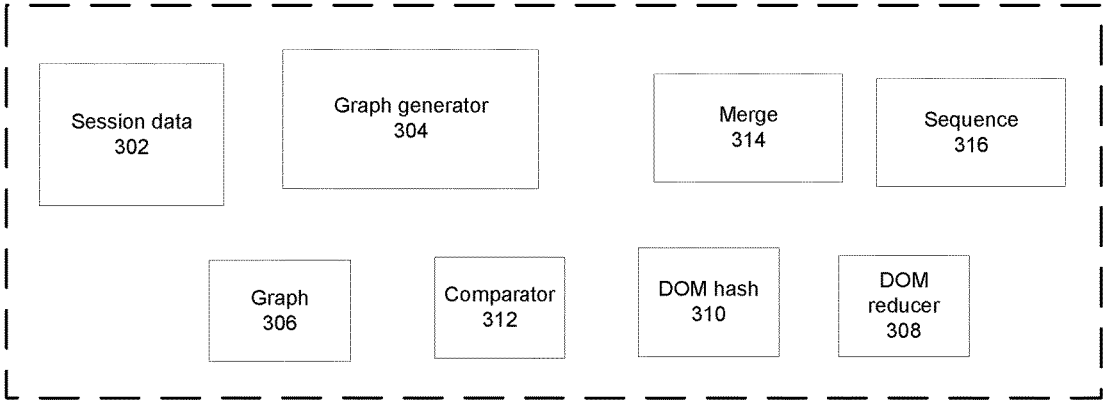 Session data
302
Graph generator
304
Merge
314
Sequence
316
Graph
306
Comparator
312
DOM hash
310
DOM
reducer
308